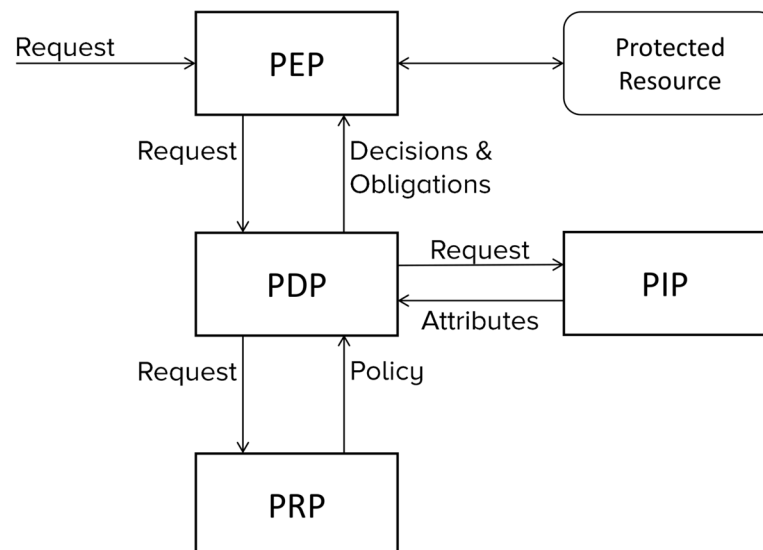 Request
PEP
Protected
Resource
Request
Decisions &
Obligations
PDP
Request
PIP
Attributes
Request
Policy
PRP